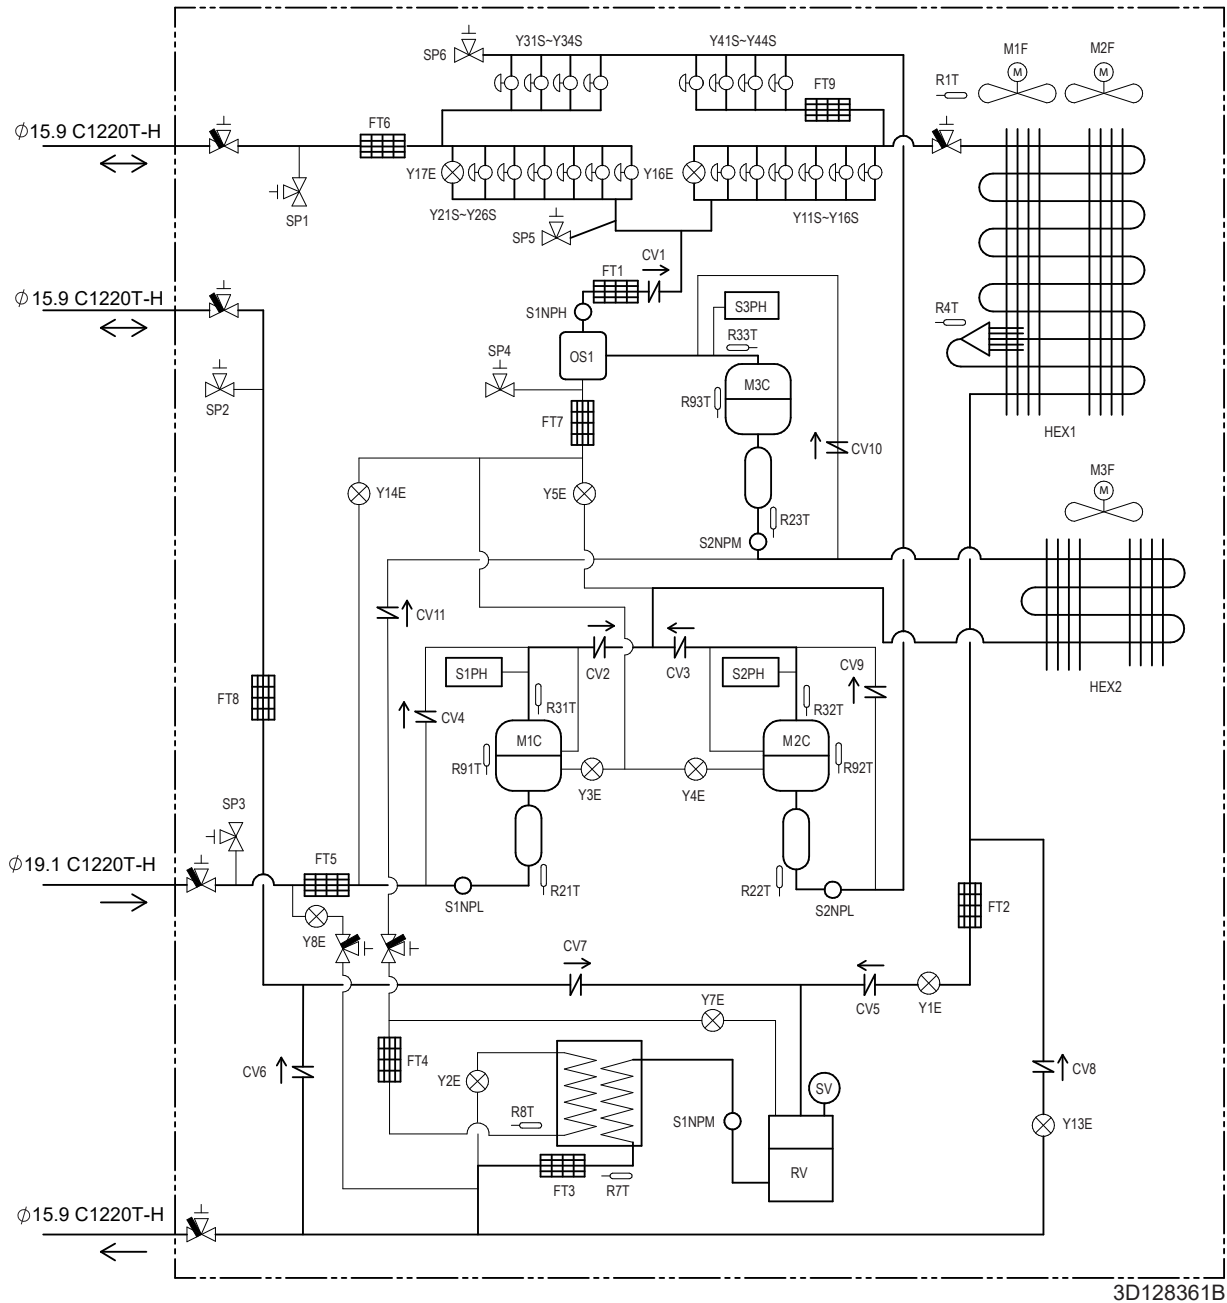 Y31S~Y34S
Y41S~Y44S
SP6
M1F
M2F
FT9
R1T
M
M
⌀15.9 C1220T-H
FT6
Y17E
Y16E
Y21S~Y26S
Y11S~Y16S
SP1
SP5
CV1
FT1
⌀15.9 C1220T-H
S1NPH
S3PH
R4T
R33T
SP4
OS1
M3C
SP2
R93T
FT7
HEX1
CV10
M3F
Y14E
Y5E
M
R23T
S2NPM
CV11
S1PH
CV2
CV3
S2PH
CV9
HEX2
FT8
R31T
R32T
CV4
M1C
M2C
R91T
R92T
Y3E
Y4E
SP3
⌀19.1 C1220T-H
FT5
R21T
R22T
S1NPL
S2NPL
FT2
Y8E
CV7
Y7E
CV5
Y1E
FT4
CV6
Y2E
SV
CV8
R8T
S1NPM
Y13E
RV
FT3
R7T
⌀15.9 C1220T-H
3D128361B